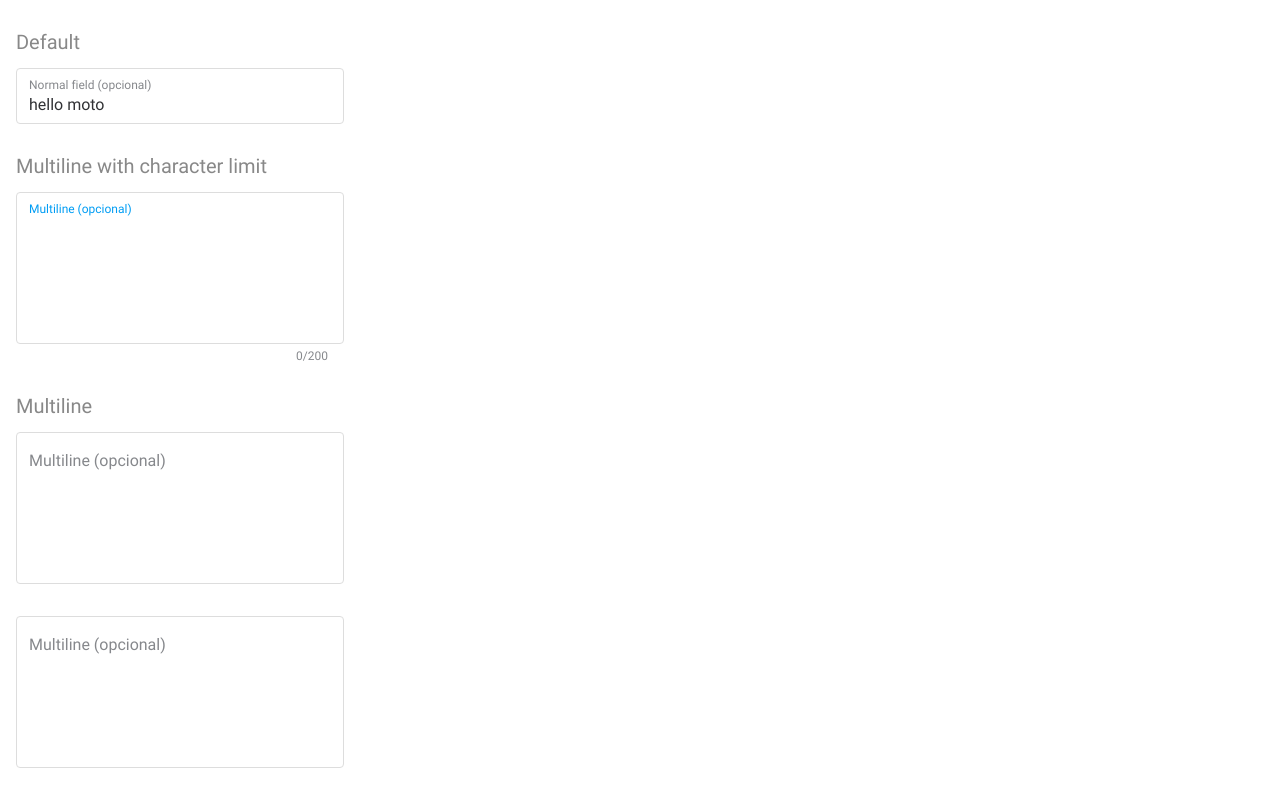 Default
Normal field (opcional)
hello moto
Multiline with character limit
Multiline (opcional)
0/200
Multiline
Multiline (opcional)
Multiline (opcional)